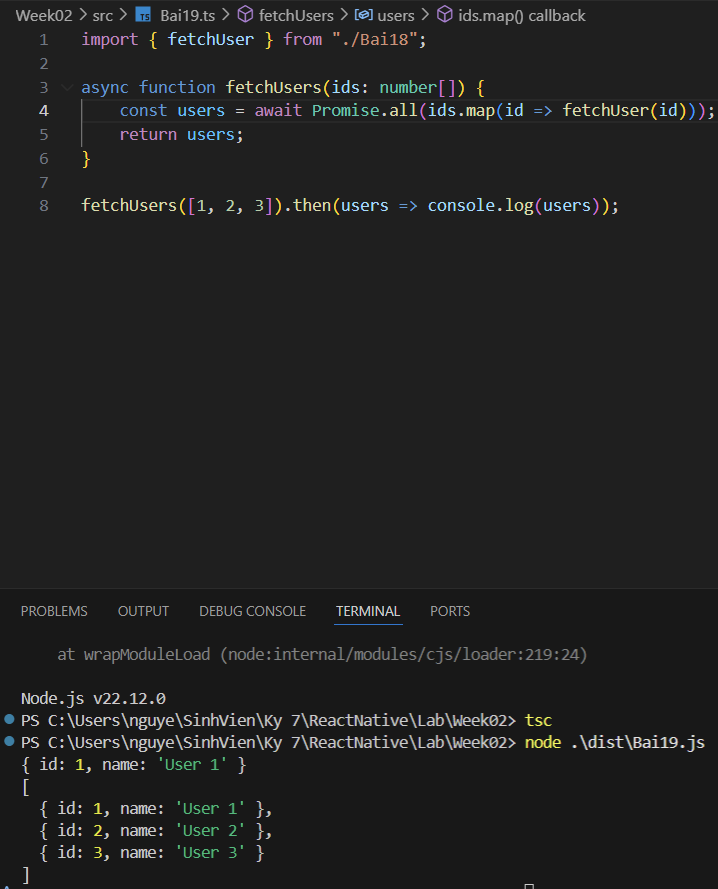 Week02 > src > TS Bai19.ts > fetchUsers > users > ids.map() callback
1 import { fetchUser } from "./Bai18";
2
3 async function fetchUsers(ids: number[]) {
4 const users = await Promise.all(ids.map(id => fetchUser(id)));
5 return users;
6 }
7
8 fetchUsers([1, 2, 3]).then(users => console.log(users));
PROBLEMS OUTPUT DEBUG CONSOLE TERMINAL PORTS
at wrapModuleLoad (node:internal/modules/cjs/loader:219:24)
Node.js v22.12.0
PS C:\Users\nguye\SinhVien\Ky 7\ReactNative\Lab\Week02> tsc
PS C:\Users\nguye\SinhVien\Ky 7\ReactNative\Lab\Week02> node .\dist\Bai19.js
{ id: 1, name: 'User 1' }
[
{ id: 1, name: 'User 1' },
{ id: 2, name: 'User 2' },
{ id: 3, name: 'User 3' }
]